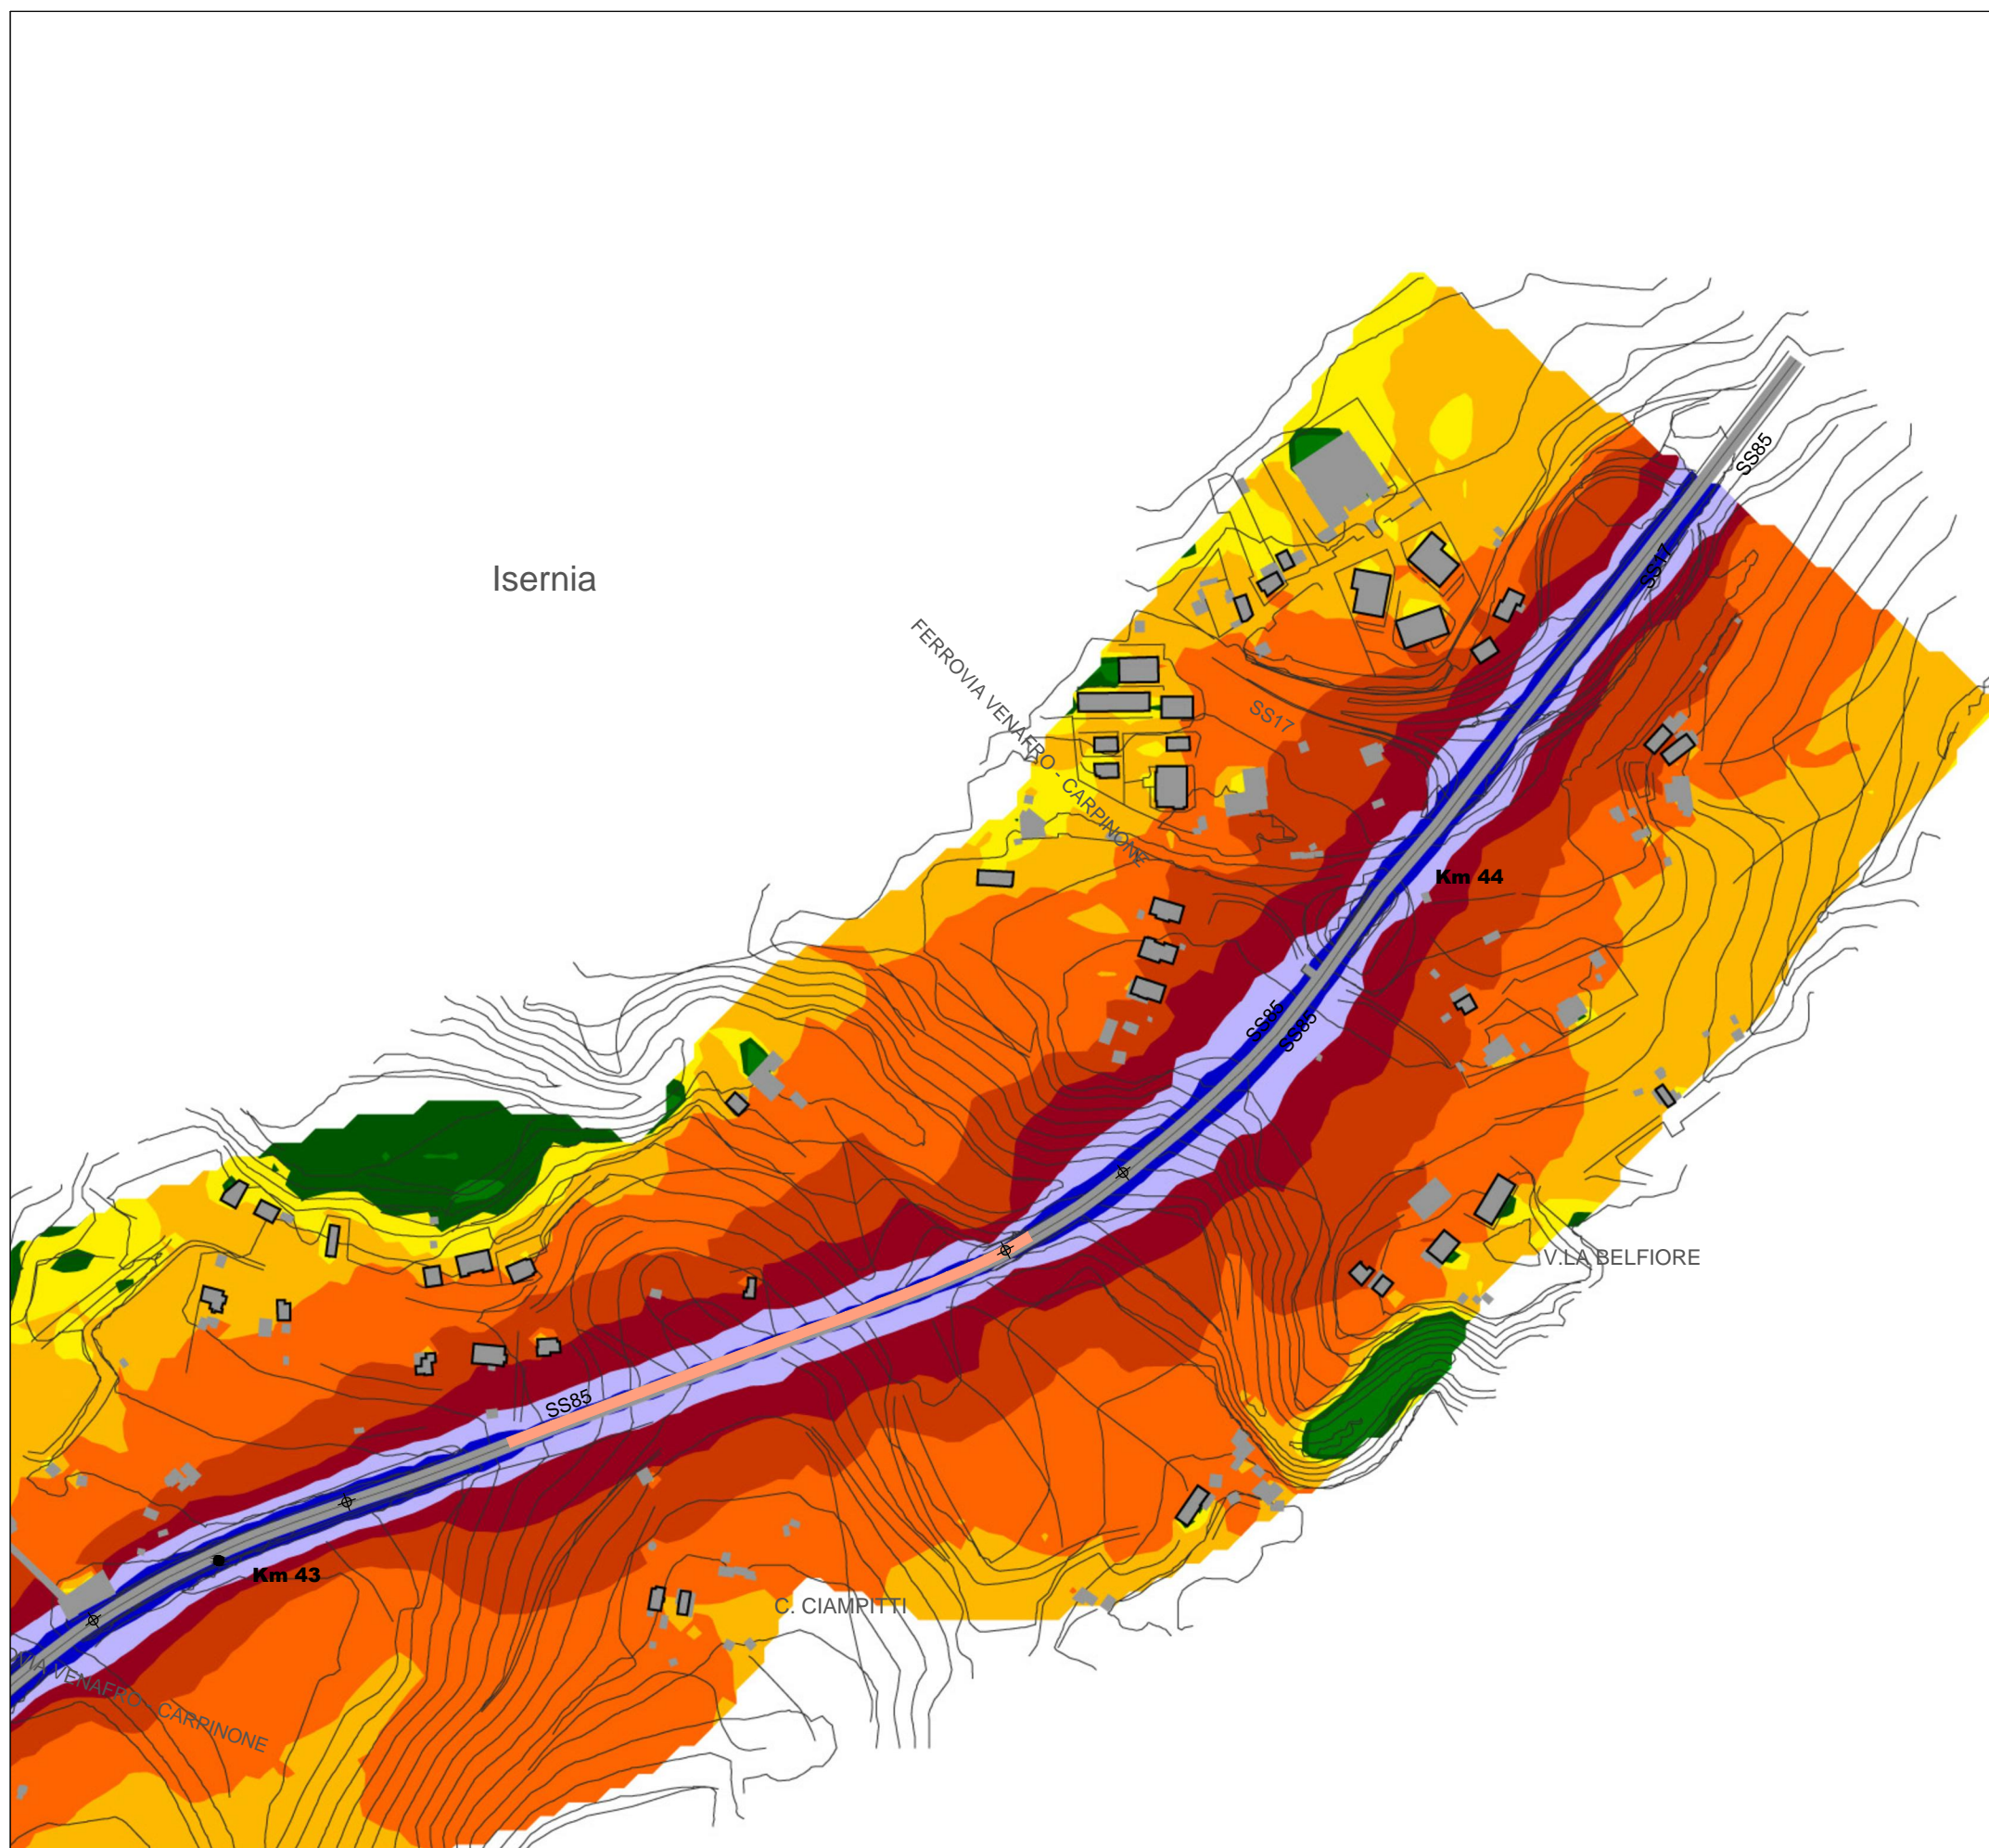 SS85
SS17
Isernia
FERROVIA VENAFRO - CARPINONE
SS17
Km 44
SS85
SS85
V.LA BELFIORE
SS85
Km 43
C. CIAMPITTI
OVIA VENAFRO - CARPINONE